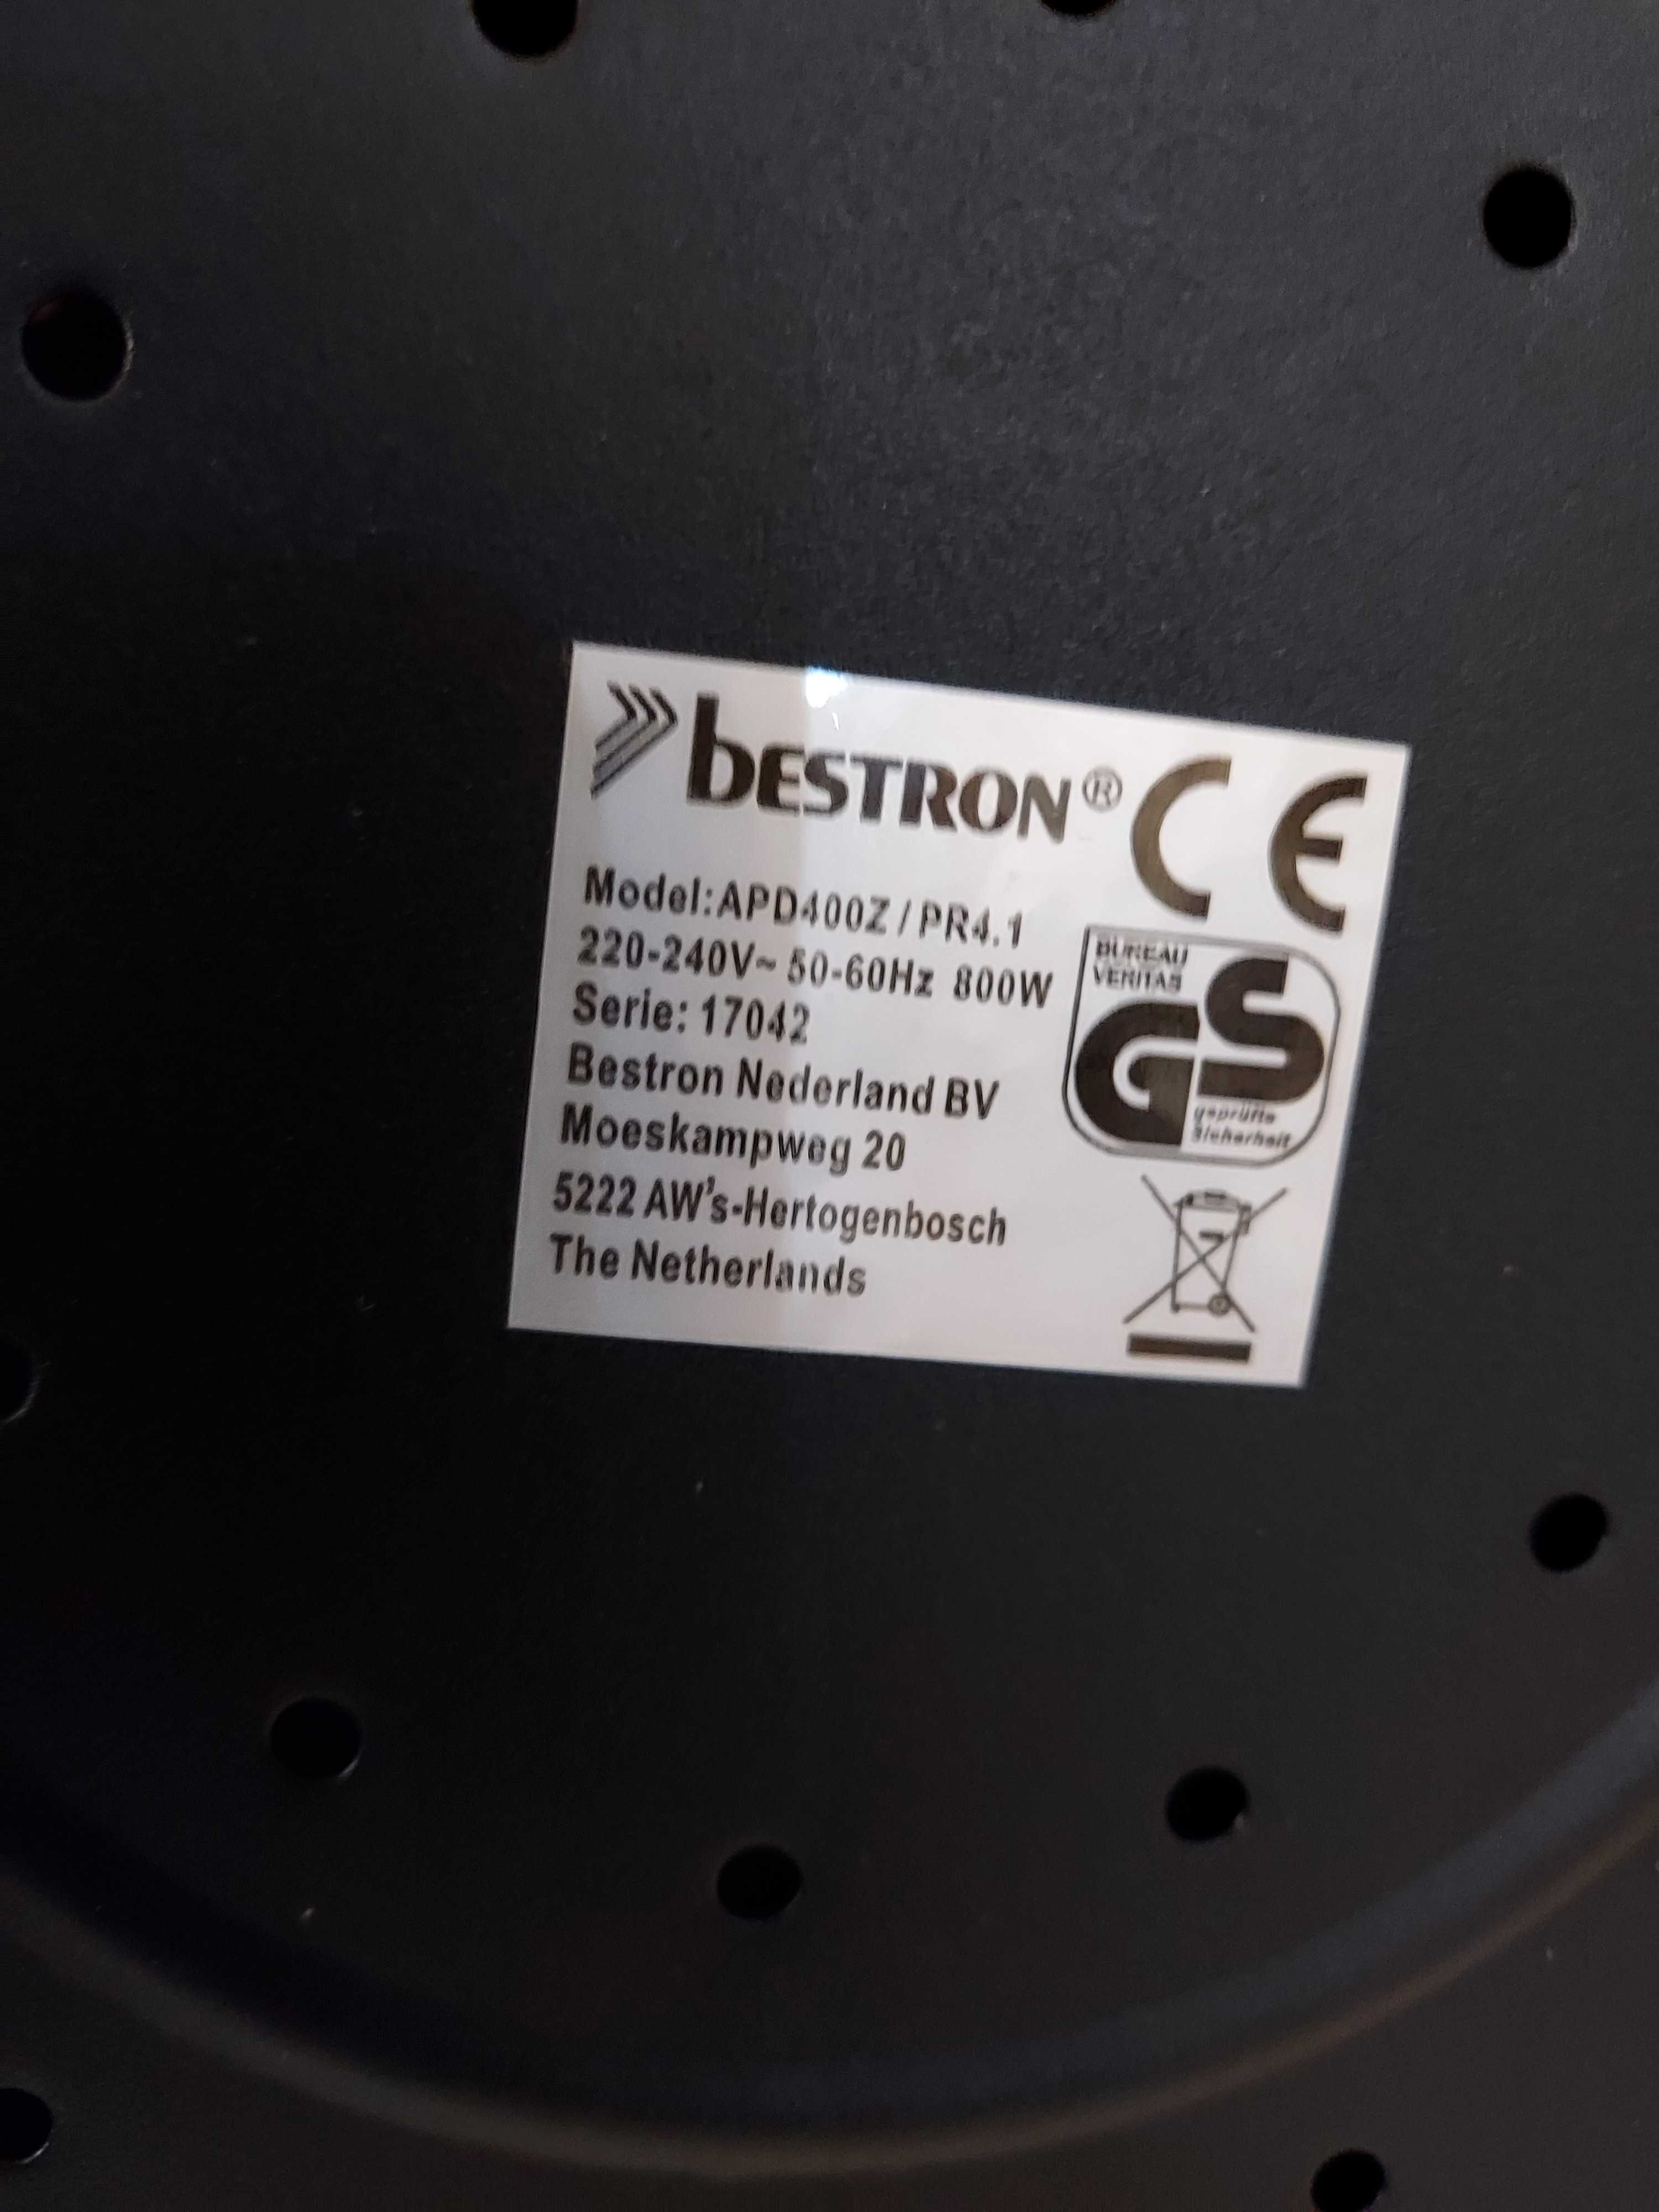 bESTRON® CE
Model:APD400Z / PR4.1
220-240V~ 50-60Hz 800W
Serie: 17042
Bestron Nederland BV
Moeskampweg 20
5222 AW's-Hertogenbosch
The Netherlands
BUREAU
VERITAS
GS
geprüfte
Sicherheit